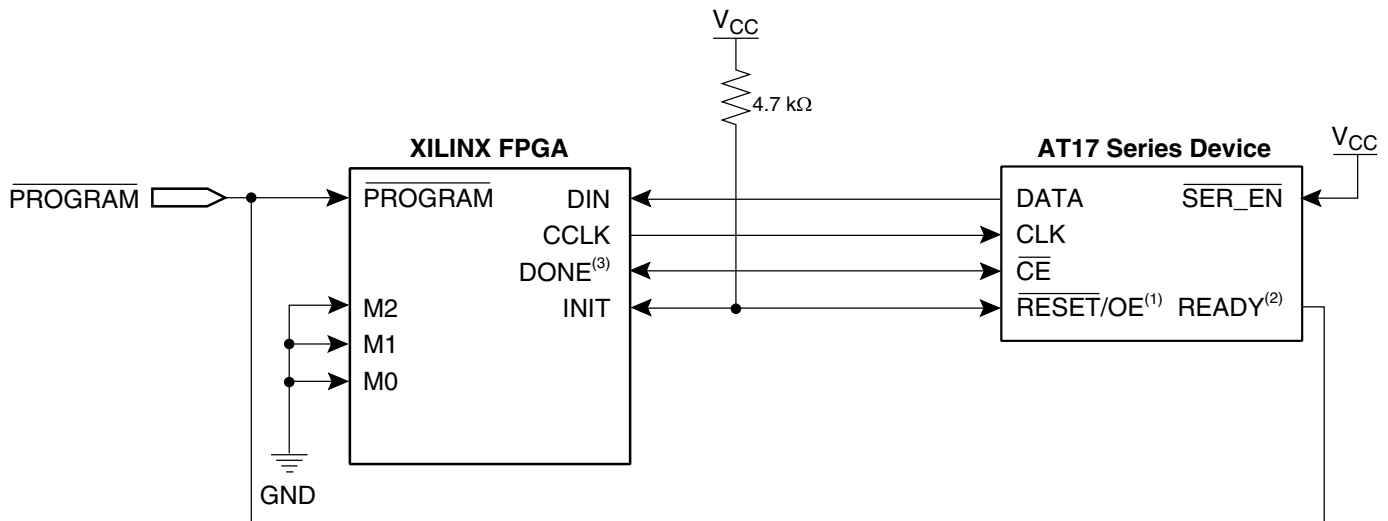 VCC
4.7 kΩ
XILINX FPGA
AT17 Series Device
VCC
PROGRAM
PROGRAM
DIN
CCLK
DONE(3)
INIT
M2
M1
M0
GND
DATA
SER_EN
CLK
CE
RESET/OE(1)
READY(2)